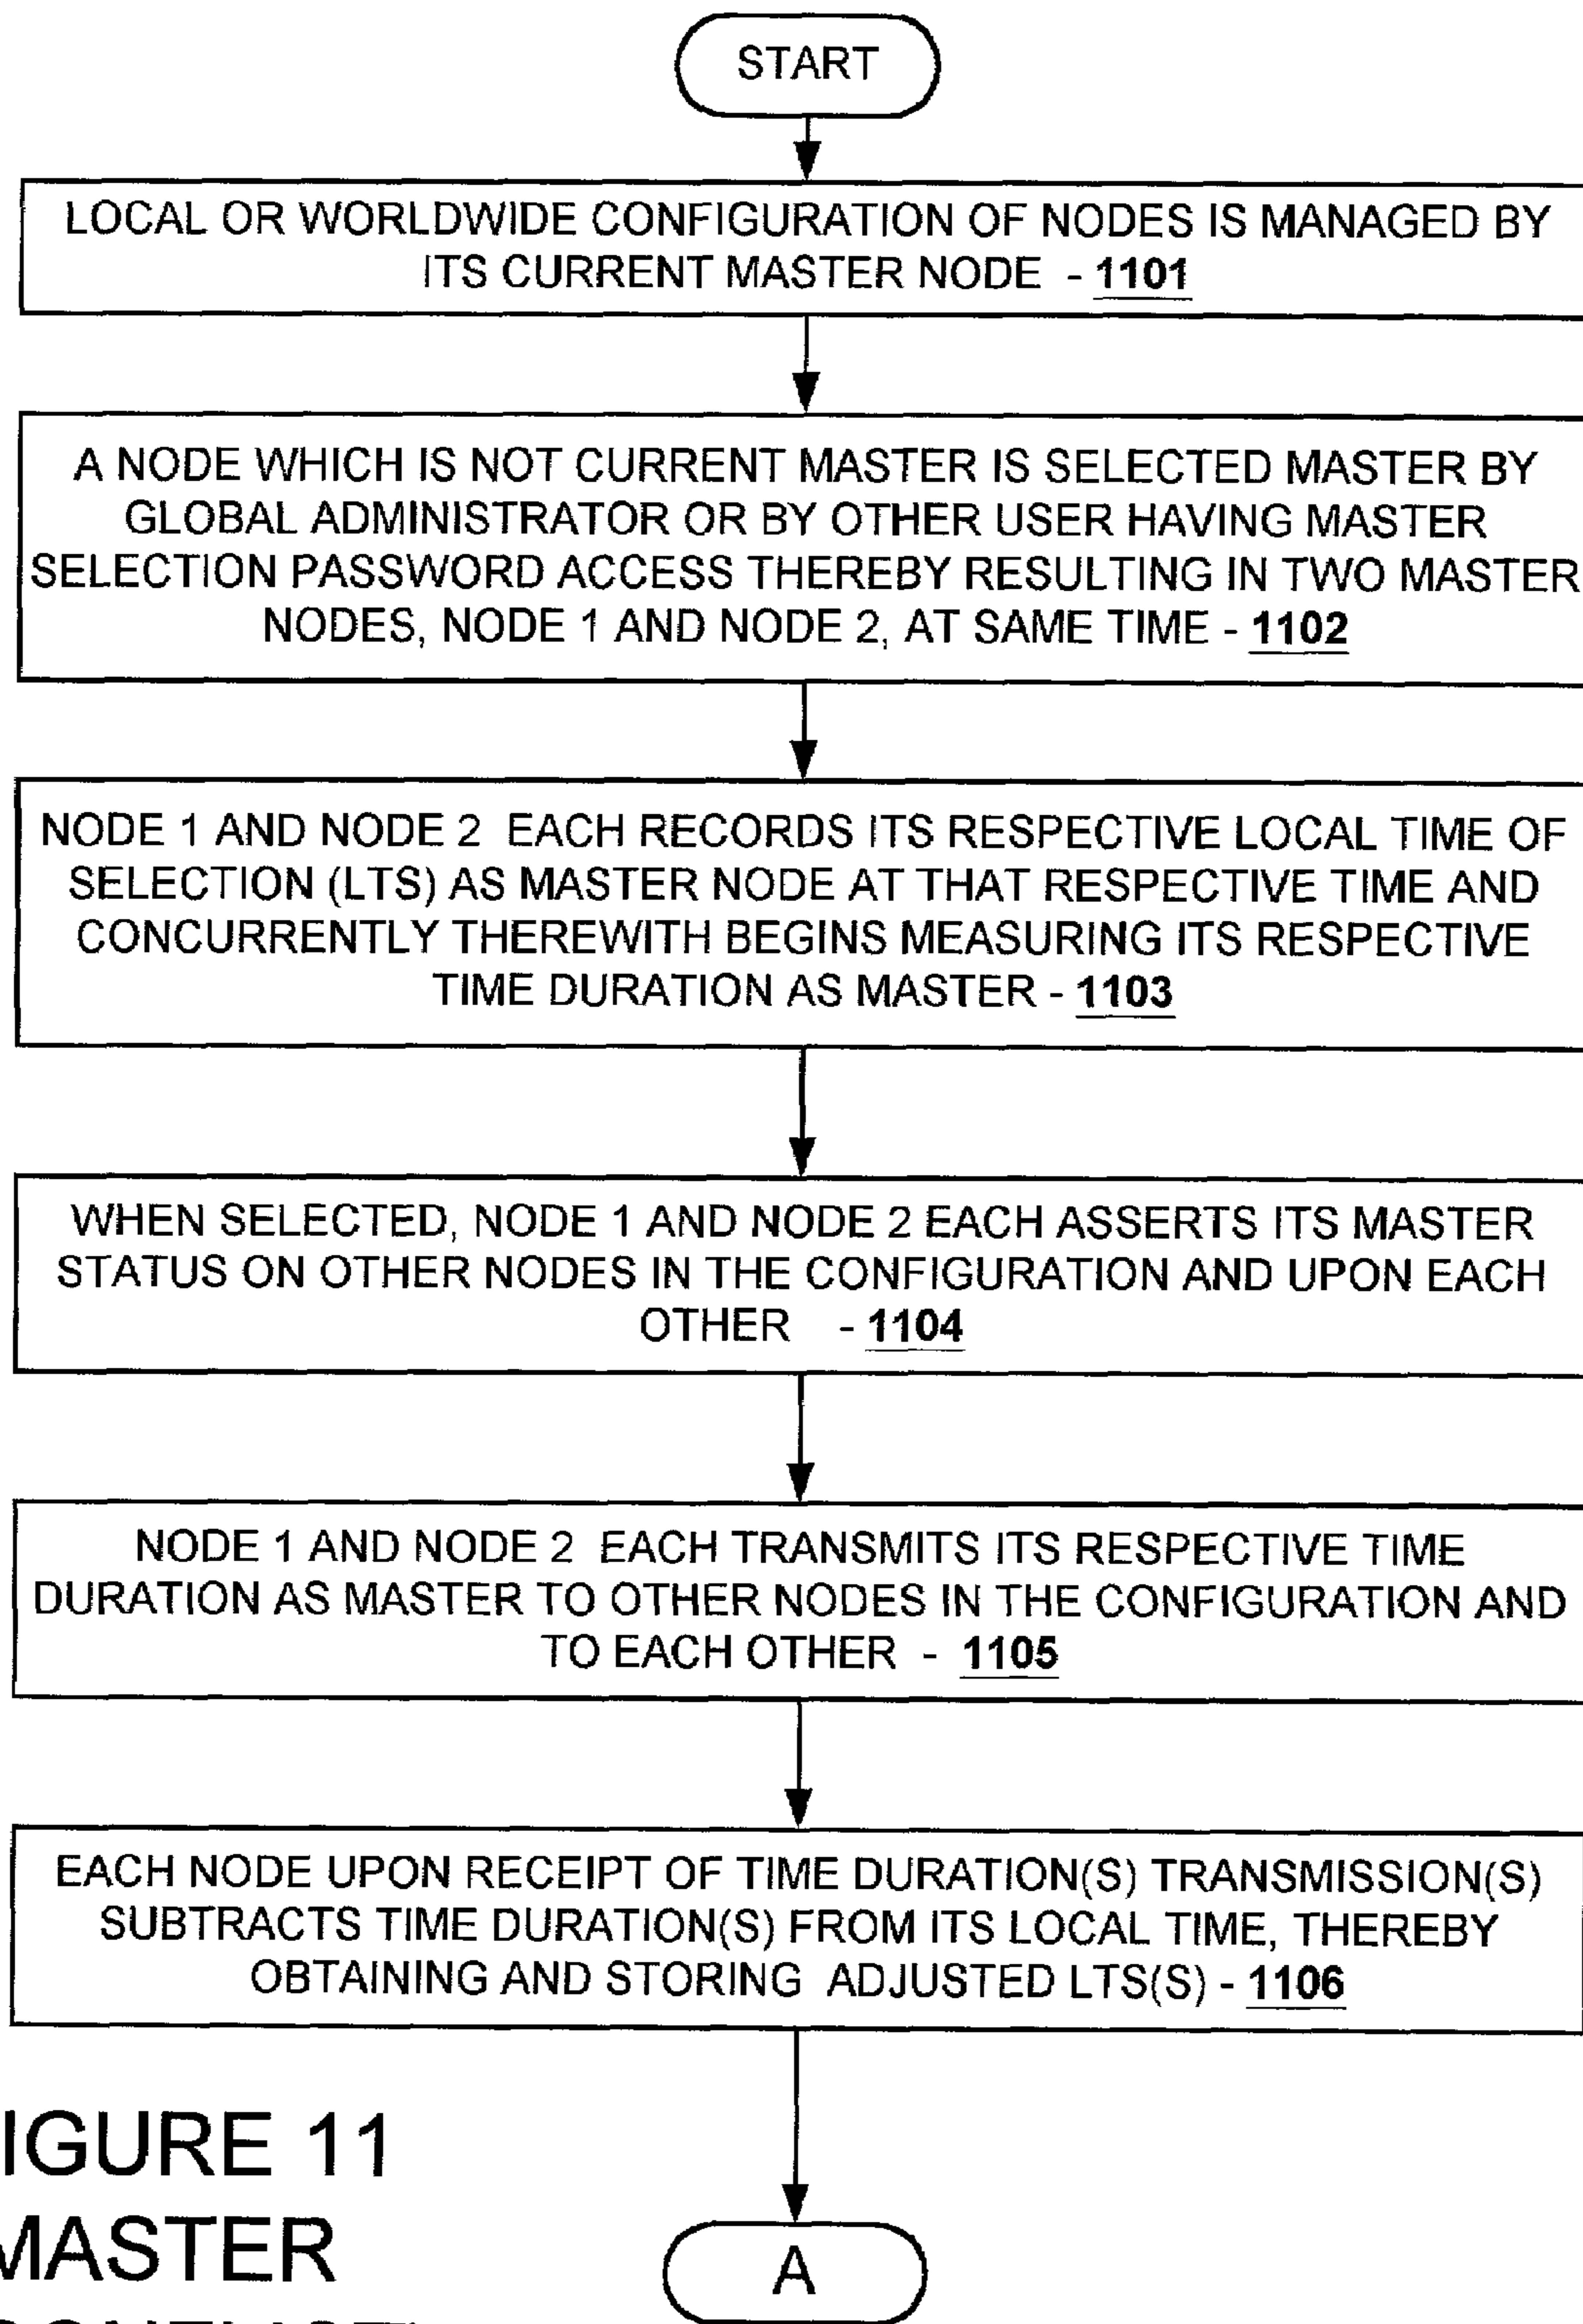 START
LOCAL OR WORLDWIDE CONFIGURATION OF NODES IS MANAGED BY
ITS CURRENT MASTER NODE - 1101
A NODE WHICH IS NOT CURRENT MASTER IS SELECTED MASTER BY
GLOBAL ADMINISTRATOR OR BY OTHER USER HAVING MASTER
SELECTION PASSWORD ACCESS THEREBY RESULTING IN TWO MASTER
NODES, NODE 1 AND NODE 2, AT SAME TIME - 1102
NODE 1 AND NODE 2 EACH RECORDS ITS RESPECTIVE LOCAL TIME OF
SELECTION (LTS) AS MASTER NODE AT THAT RESPECTIVE TIME AND
CONCURRENTLY THEREWITH BEGINS MEASURING ITS RESPECTIVE
TIME DURATION AS MASTER - 1103
WHEN SELECTED, NODE 1 AND NODE 2 EACH ASSERTS ITS MASTER
STATUS ON OTHER NODES IN THE CONFIGURATION AND UPON EACH
OTHER - 1104
NODE 1 AND NODE 2 EACH TRANSMITS ITS RESPECTIVE TIME
DURATION AS MASTER TO OTHER NODES IN THE CONFIGURATION AND
TO EACH OTHER - 1105
EACH NODE UPON RECEIPT OF TIME DURATION(S) TRANSMISSION(S)
SUBTRACTS TIME DURATION(S) FROM ITS LOCAL TIME, THEREBY
OBTAINING AND STORING ADJUSTED LTS(S) - 1106
IGURE 11
MASTER
A